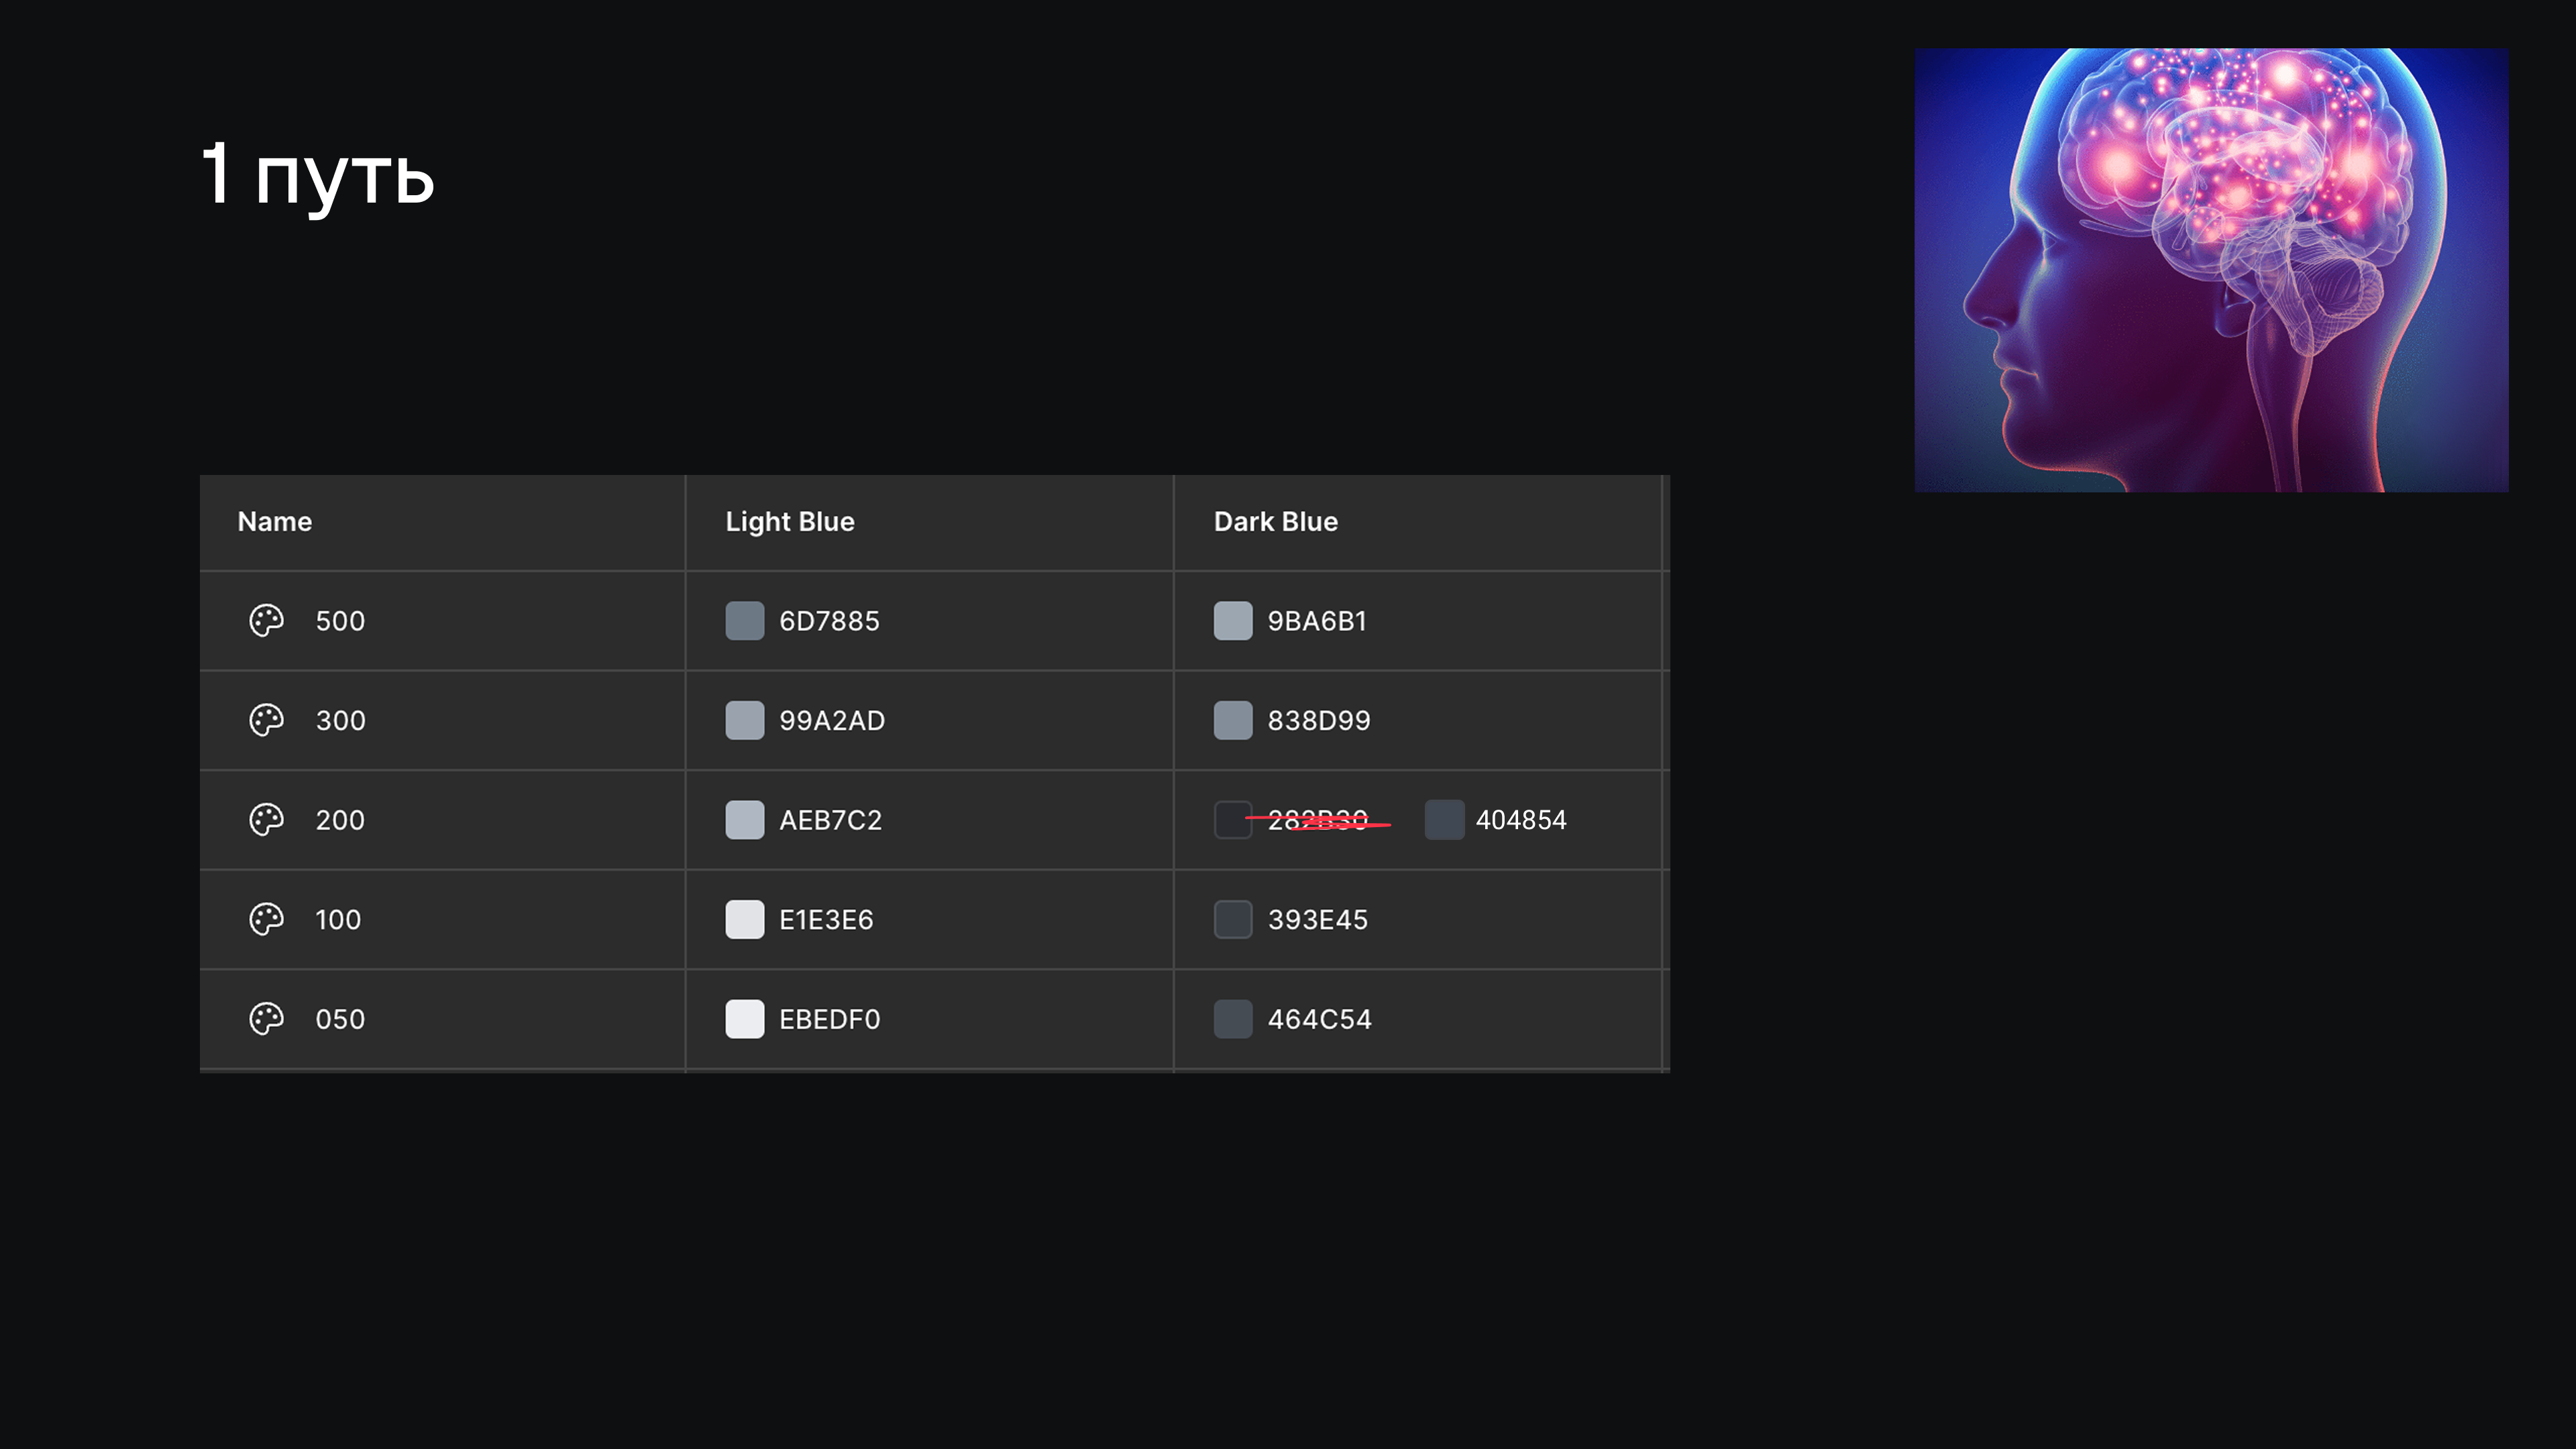 1 путь
Name Light Blue Dark Blue
500 6D7885 9BA6B1
300 99A2AD 838D99
200 AEB7C2 282B30 404854
100 E1E3E6 393E45
050 EBEDF0 464C54